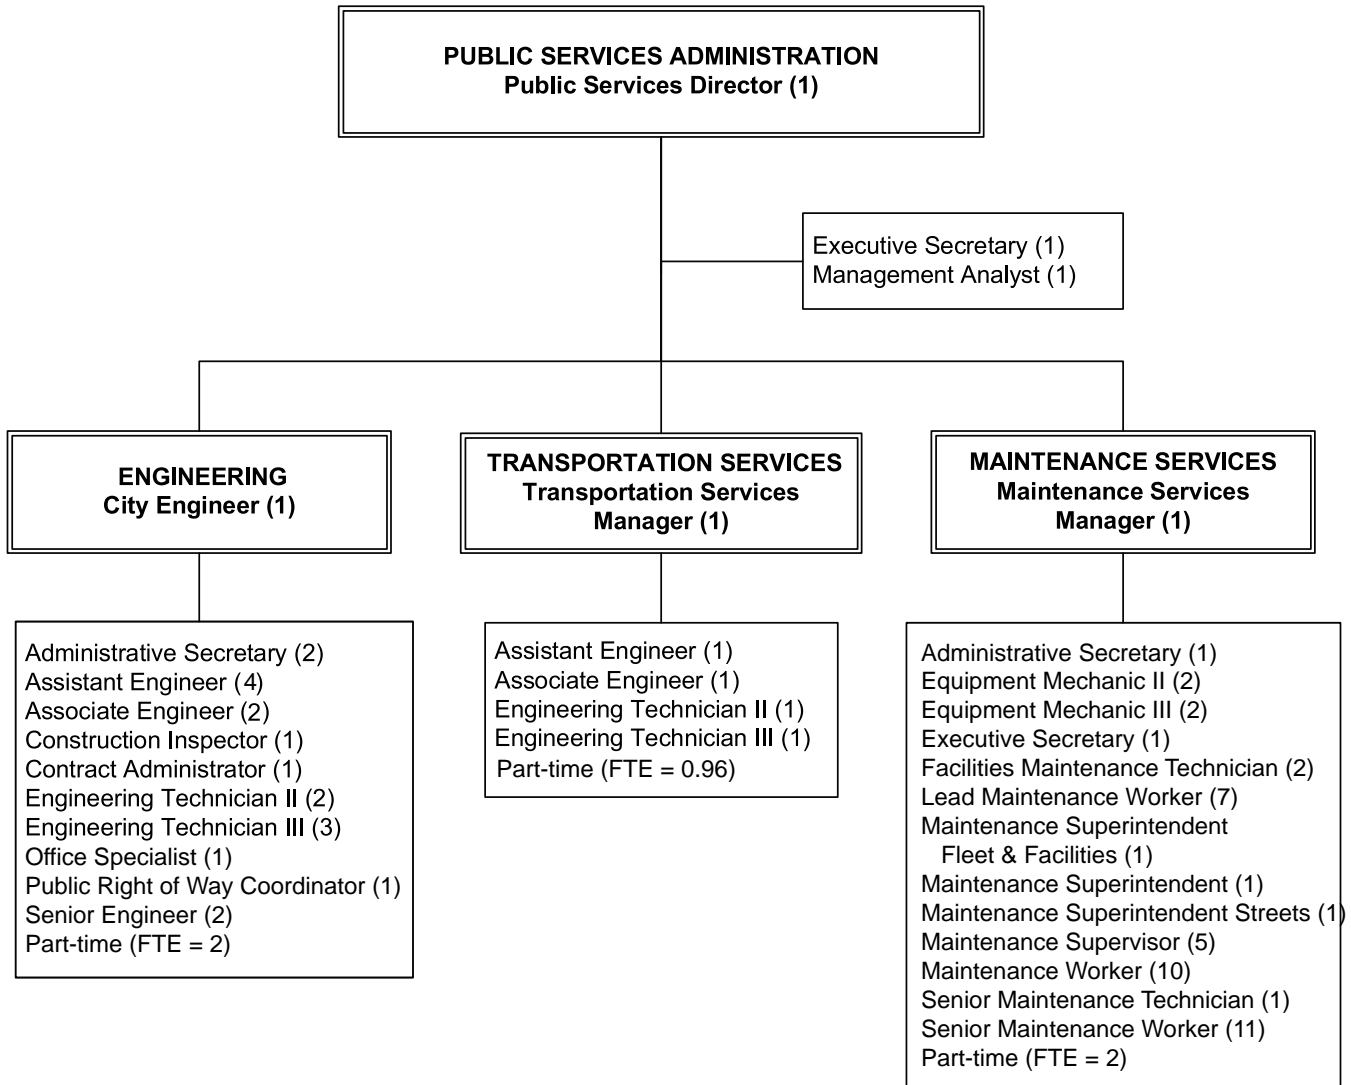 PUBLIC SERVICES ADMINISTRATION
Public Services Director (1)
Executive Secretary (1)
Management Analyst (1)
ENGINEERING
City Engineer (1)
TRANSPORTATION SERVICES
Transportation Services
Manager (1)
MAINTENANCE SERVICES
Maintenance Services
Manager (1)
Administrative Secretary (2)
Assistant Engineer (4)
Associate Engineer (2)
Construction Inspector (1)
Contract Administrator (1)
Engineering Technician II (2)
Engineering Technician III (3)
Office Specialist (1)
Public Right of Way Coordinator (1)
Senior Engineer (2)
Part-time (FTE = 2)
Assistant Engineer (1)
Associate Engineer (1)
Engineering Technician II (1)
Engineering Technician III (1)
Part-time (FTE = 0.96)
Administrative Secretary (1)
Equipment Mechanic II (2)
Equipment Mechanic III (2)
Executive Secretary (1)
Facilities Maintenance Technician (2)
Lead Maintenance Worker (7)
Maintenance Superintendent
Fleet & Facilities (1)
Maintenance Superintendent (1)
Maintenance Superintendent Streets (1)
Maintenance Supervisor (5)
Maintenance Worker (10)
Senior Maintenance Technician (1)
Senior Maintenance Worker (11)
Part-time (FTE = 2)